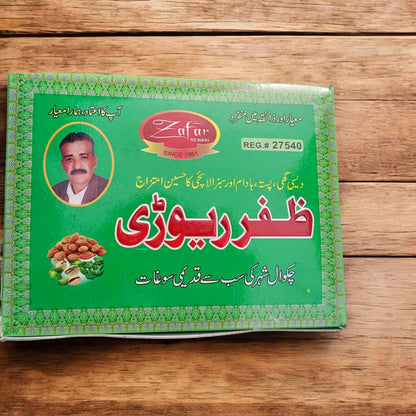 معیار اور ذائقہ میں منفرد
آپ کا اعتماد، ہمارا معیار
Zafar
REWARI
SINCE 1951
REG.# 27540
دیسی گھی، پستہ، بادام اور سبز الائچی کا حسین امتزاج
ظفر ریوڑی
چکوال شہر کی سب سے قدیمی سوغات